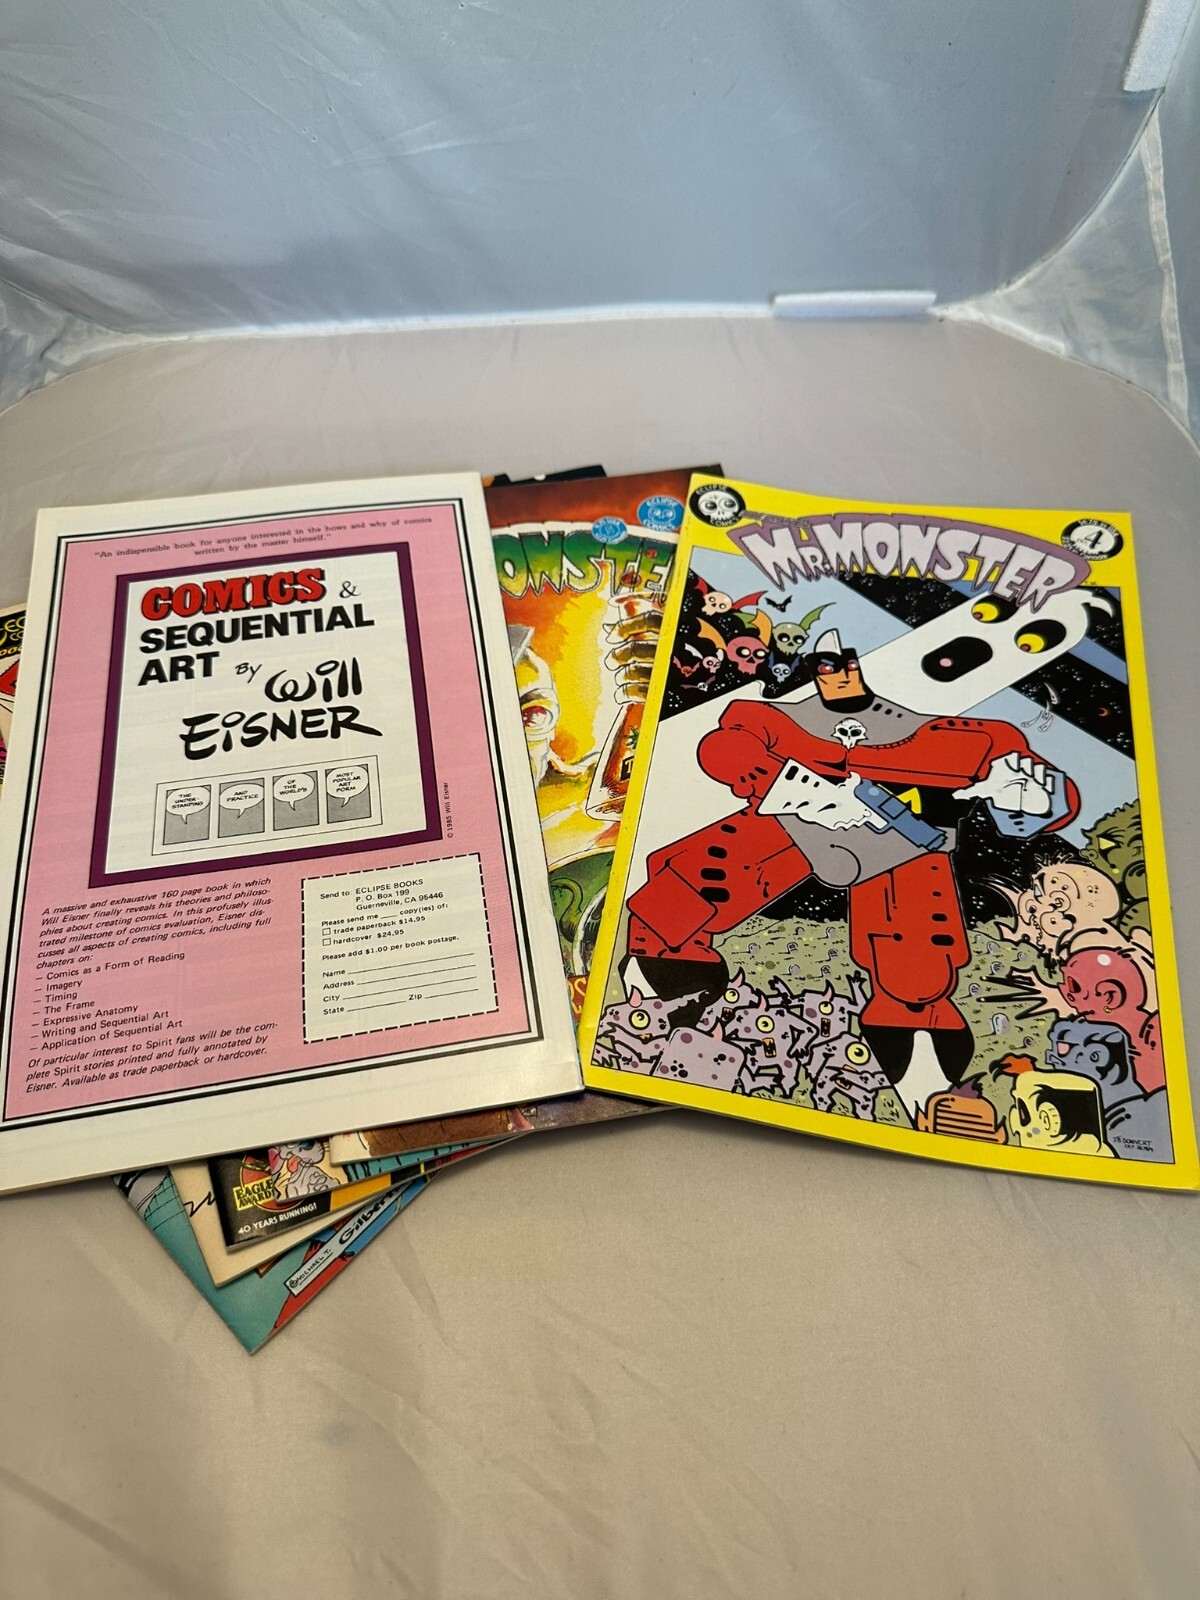 "An indispensible book for anyone interested in the hows and why of comics
written by the master himself."
COMICS &
SEQUENTIAL
ART BY Will
EISNER
THE UNDER- STANDING
AND PRACTICE
OF THE WORLD'S
MOST POPULAR ART FORM
© 1985 Will Eisner
A massive and exhaustive 160 page book in which
Will Eisner finally reveals his theories and philoso-
phies about creating comics. In this profusely illus-
trated milestone of comics evaluation, Eisner dis-
cusses all aspects of creating comics, including full
chapters on:
— Comics as a Form of Reading
— Imagery
— Timing
— The Frame
— Expressive Anatomy
— Writing and Sequential Art
— Application of Sequential Art
Of particular interest to Spirit fans will be the com-
plete Spirit stories printed and fully annotated by
Eisner. Available as trade paperback or hardcover.
Send to: ECLIPSE BOOKS
P. O. Box 199
Guerneville, CA 95446
Please send me ____ copy(ies) of:
trade paperback $14.95
hardcover $24.95
Please add $1.00 per book postage.
Name
Address
City Zip
State
ECLIPSE
COMICS
ONSTE
ECLIPSE
COMICS
MR. MONSTER
4
EAGLE
AWARD
40 YEARS RUNNING!
©MICHAEL T.
Gilbert